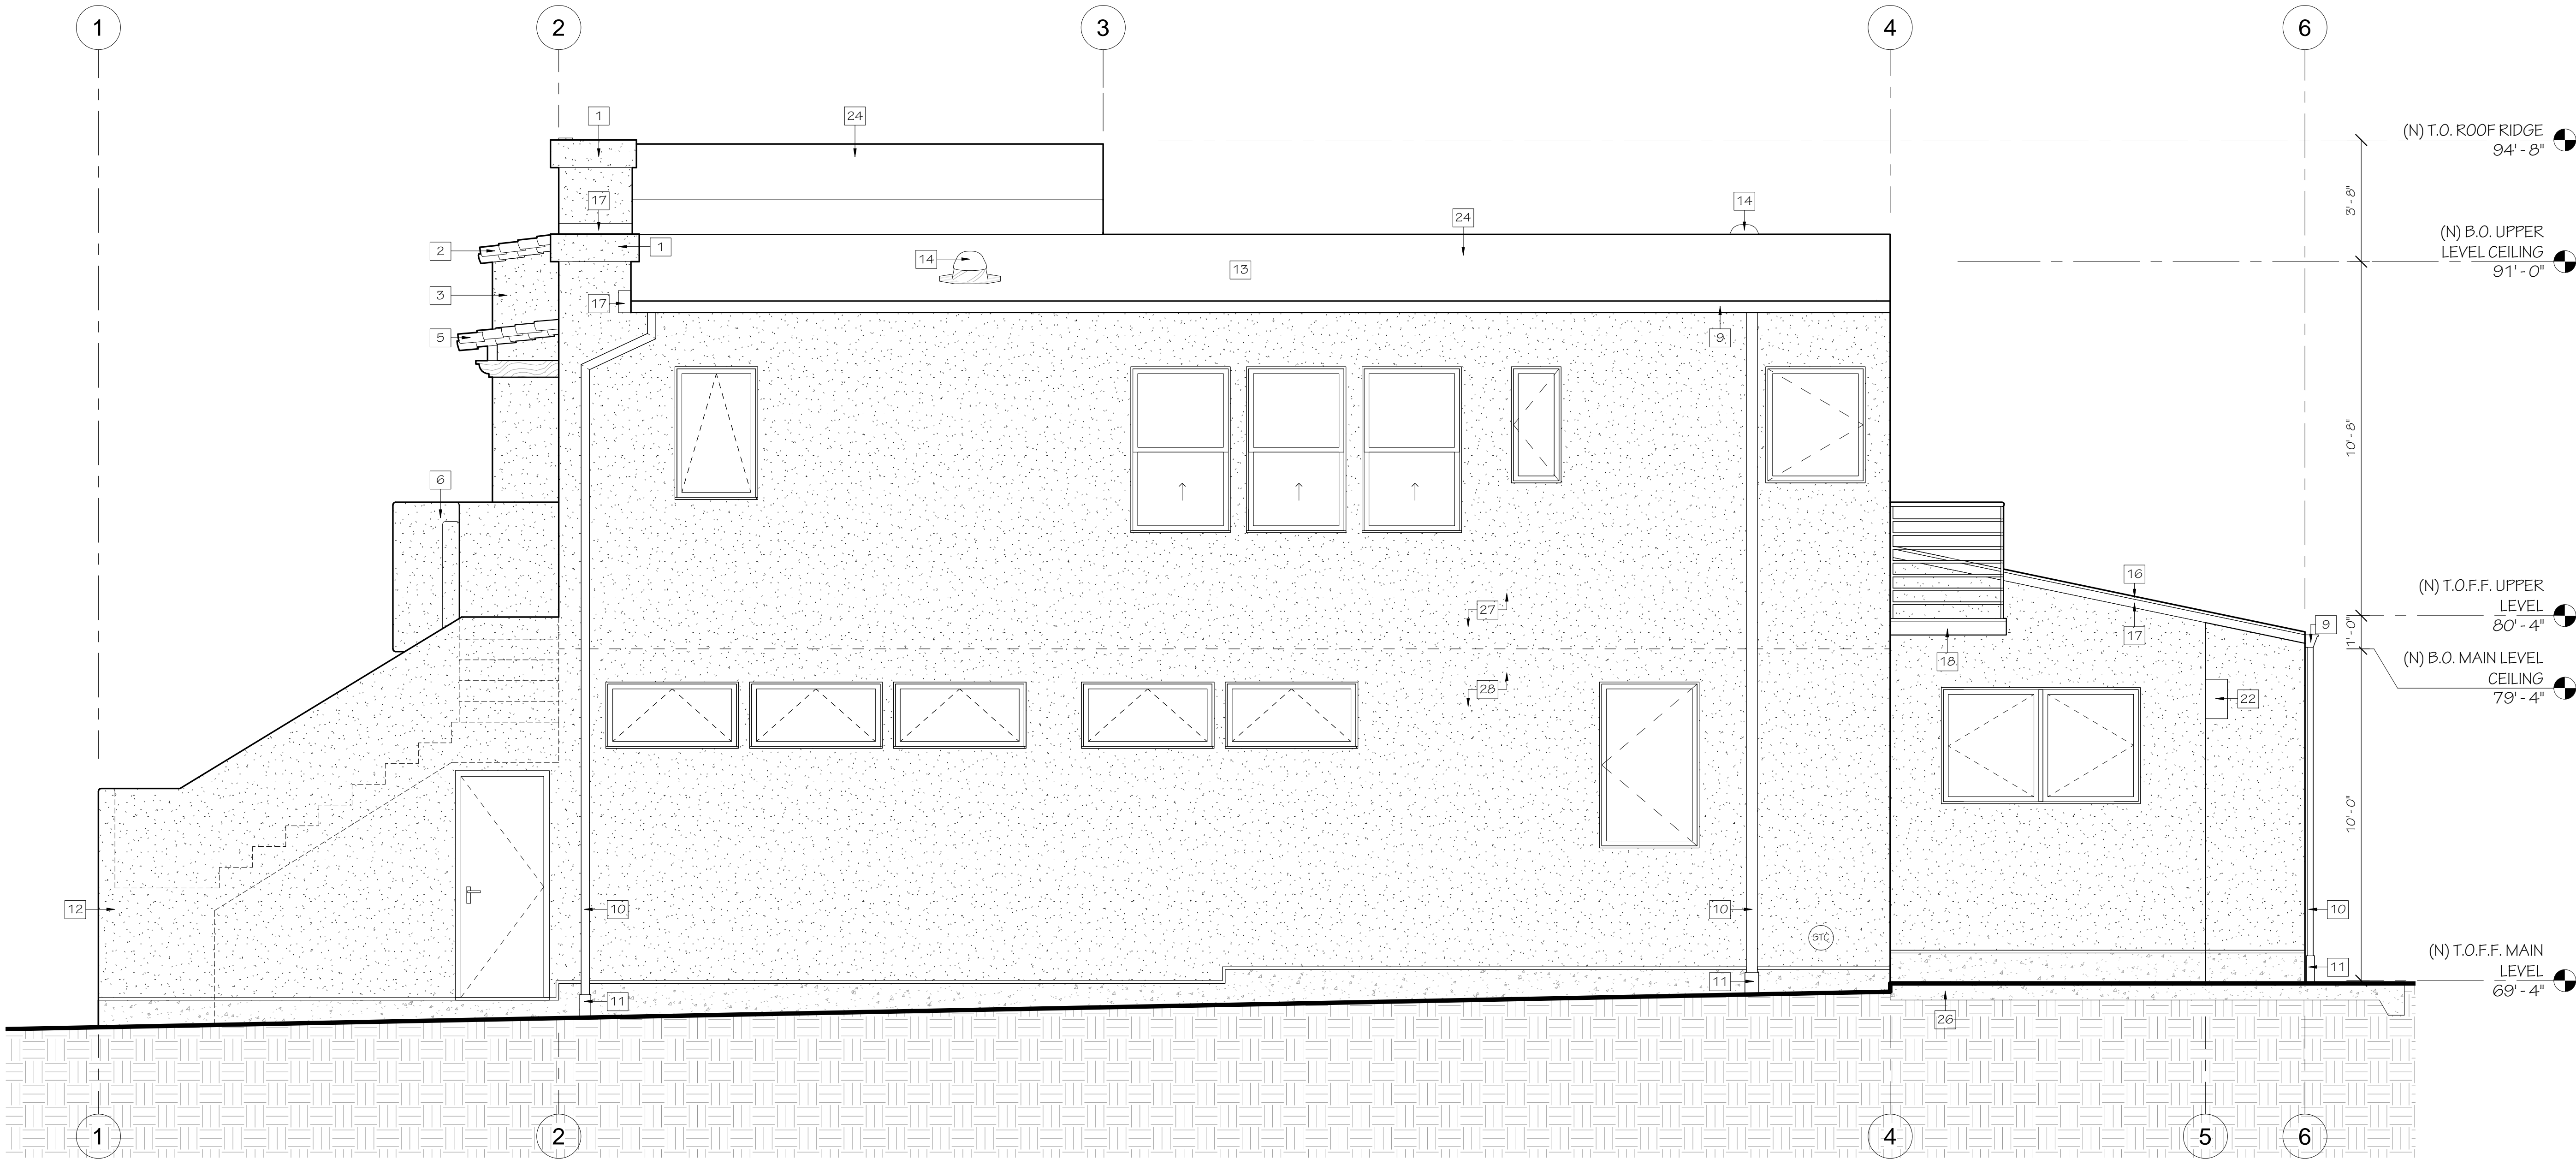 1
2
3
4
6
1
24
(N) T.O. ROOF RIDGE
94' - 8"
3' - 8"
17
14
24
(N) B.O. UPPER
LEVEL CEILING
91' - 0"
2
1
14
13
3
17
5
9
10' - 8"
6
16
27
(N) T.O.F.F. UPPER
LEVEL
80' - 4"
9
1' - 0"
17
18
(N) B.O. MAIN LEVEL
CEILING
79' - 4"
28
22
10' - 0"
12
10
10
10
STC
(N) T.O.F.F. MAIN
LEVEL
69' - 4"
11
11
11
26
1
2
4
5
6